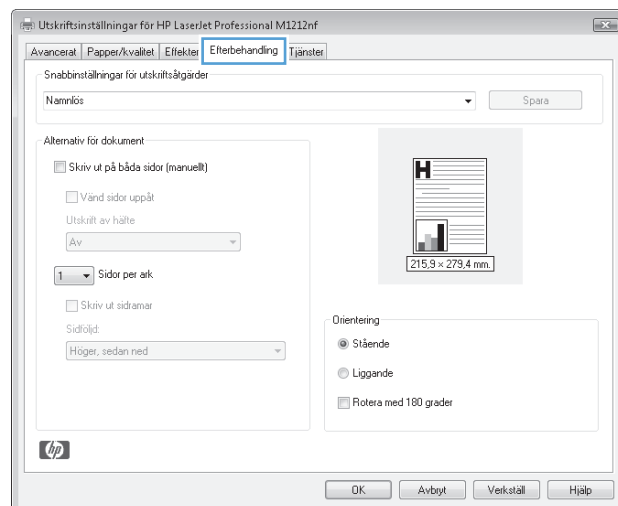 Utskriftsinställningar för HP LaserJet Professional M1212nf
Avancerat Papper/kvalitet Effekter Efterbehandling Tjänster
Snabbinställningar för utskriftsåtgärder
Namnlös
Spara
Alternativ för dokument
Skriv ut på båda sidor (manuellt)
Vänd sidor uppåt
Utskrift av häfte
Av
1 Sidor per ark
Skriv ut sidramar
Sidföljd:
Höger, sedan ned
H
215,9 × 279,4 mm.
Orientering
Stående
Liggande
Rotera med 180 grader
hp
OK Avbryt Verkställ Hjälp